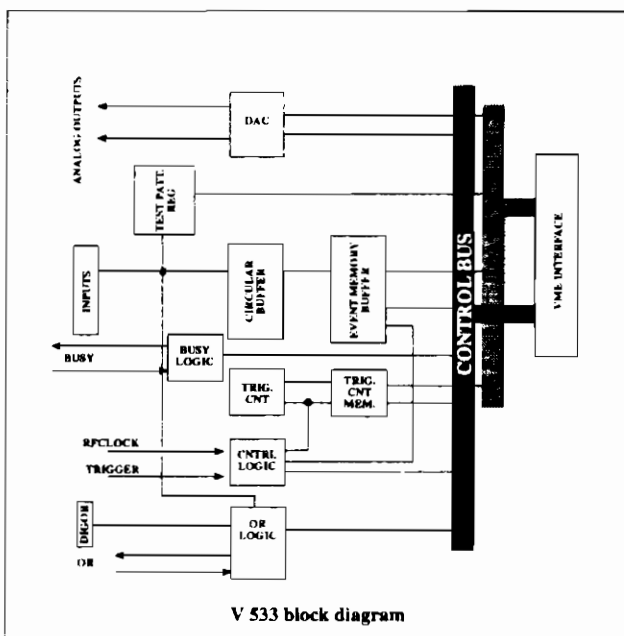 ANALOG OUTPUTS
DAC
TEST PATT.
REG
INPUTS
CIRCULAR
BUFFER
EVENT MEMORY
BUFFER
CONTROL BUS
VME INTERFACE
BUSY
BUSY
LOGIC
TRIG.
CNT
TRIG.
CNT
MEM.
RFCLOCK
TRIGGER
CNTRL
LOGIC
DIGOR
OR
OR
LOGIC
V 533 block diagram